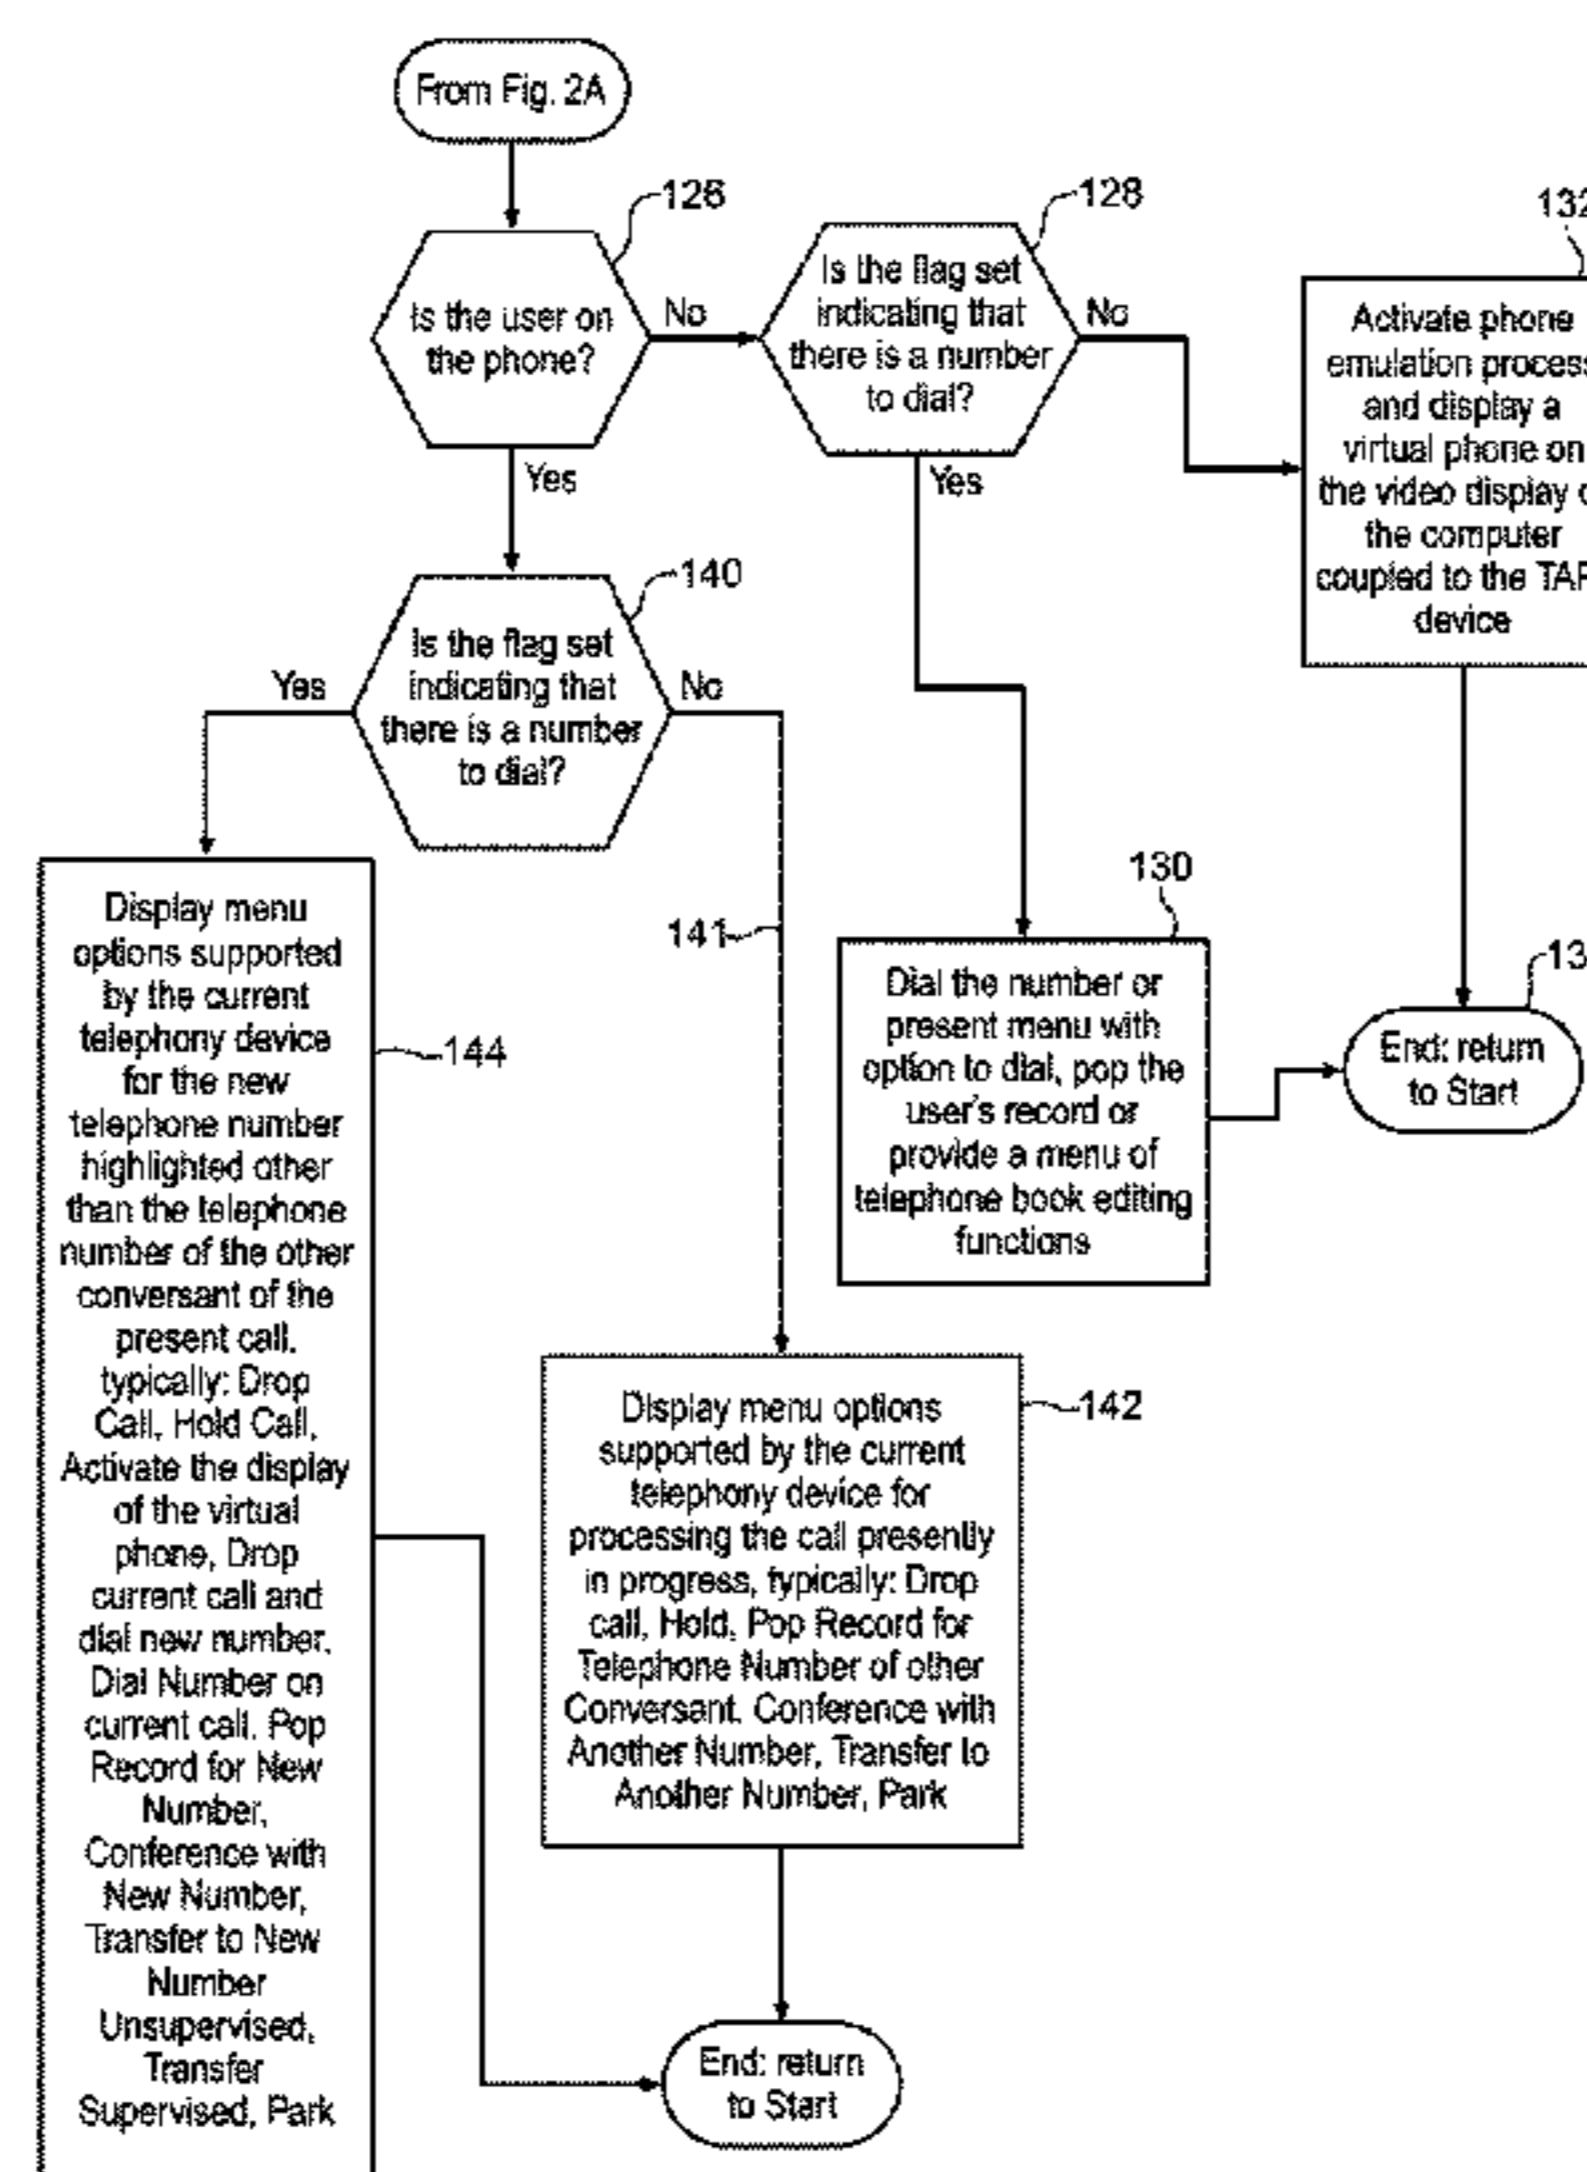 From Fig. 2A
126
Is the user on
the phone?
No
Yes
128
Is the flag set
indicating that
there is a number
to dial?
No
Yes
132
Activate phone
emulation process
and display a
virtual phone on
the video display
the computer
coupled to the
device
140
Is the flag set
indicating that
there is a number
to dial?
Yes
No
141
130
Dial the number or
present menu with
option to dial, pop the
user's record or
provide a menu of
telephone book editing
functions
End: return
to Start
Display menu
options supported
by the current
telephony device
for the new
telephone number
highlighted other
than the telephone
number of the other
conversant of the
present call.
typically: Drop
Call, Hold Call,
Activate the display
of the virtual
phone, Drop
current call and
dial new number,
Dial Number on
current call. Pop
Record for New
Number,
Conference with
New Number,
Transfer to New
Number
Unsupervised,
Transfer
Supervised, Park
144
Display menu options
supported by the current
telephony device for
processing the call presently
in progress, typically: Drop
call, Hold, Pop Record for
Telephone Number of other
Conversant. Conference with
Another Number, Transfer to
Another Number, Park
142
End: return
to Start